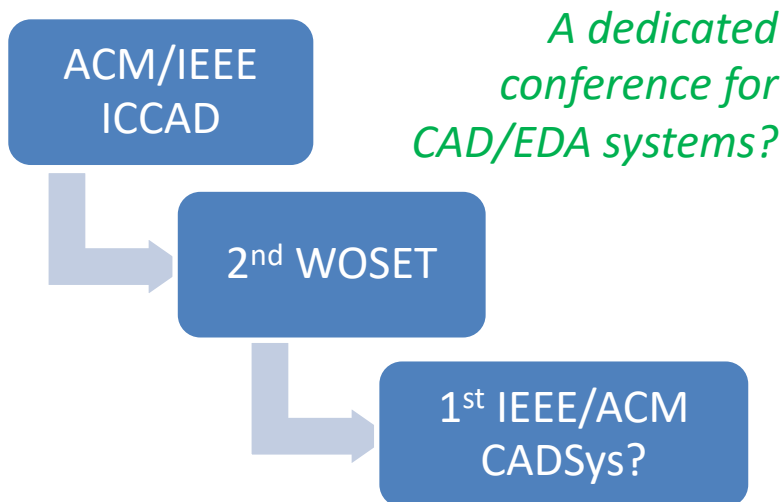 ACM/IEEE
ICCAD
A dedicated
conference for
CAD/EDA systems?
2nd WOSET
1st IEEE/ACM
CADSys?